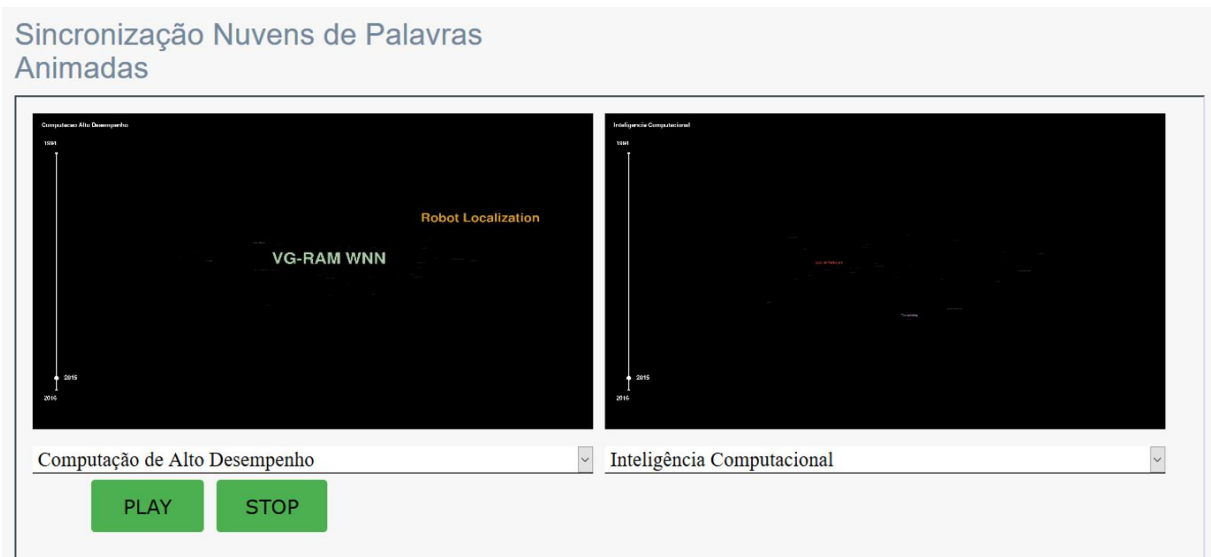 Sincronização Nuvens de Palavras
Animadas
Computacao Alto Desempenho
1991
Robot Localization
VG-RAM WNN
2015
2016
Inteligencia Computacional
1991
2015
2016
Computação de Alto Desempenho
Inteligência Computacional
PLAY
STOP